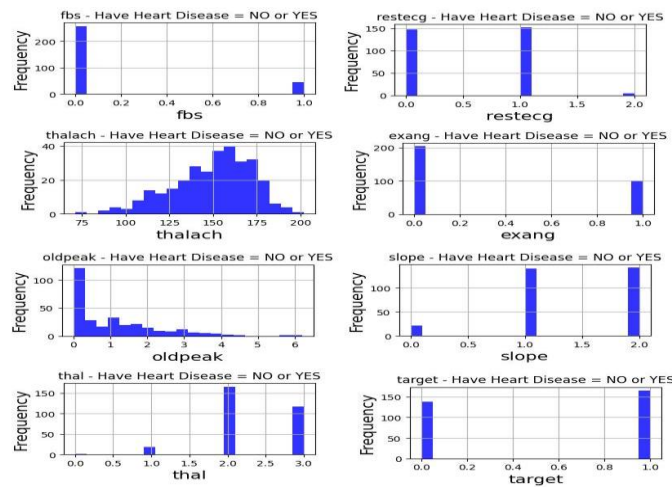 fbs - Have Heart Disease = NO or YES
Frequency
200
100
0
0.0 0.2 0.4 0.6 0.8 1.0
fbs
restecg - Have Heart Disease = NO or YES
Frequency
150
100
50
0
0.0 0.5 1.0 1.5 2.0
restecg
thalach - Have Heart Disease = NO or YES
Frequency
40
20
0
75 100 125 150 175 200
thalach
exang - Have Heart Disease = NO or YES
Frequency
200
100
0
0.0 0.2 0.4 0.6 0.8 1.0
exang
oldpeak - Have Heart Disease = NO or YES
Frequency
100
50
0
0 1 2 3 4 5 6
oldpeak
slope - Have Heart Disease = NO or YES
Frequency
100
50
0
0.0 0.5 1.0 1.5 2.0
slope
thal - Have Heart Disease = NO or YES
Frequency
150
100
50
0
0.0 0.5 1.0 1.5 2.0 2.5 3.0
thal
target - Have Heart Disease = NO or YES
Frequency
150
100
50
0
0.0 0.2 0.4 0.6 0.8 1.0
target